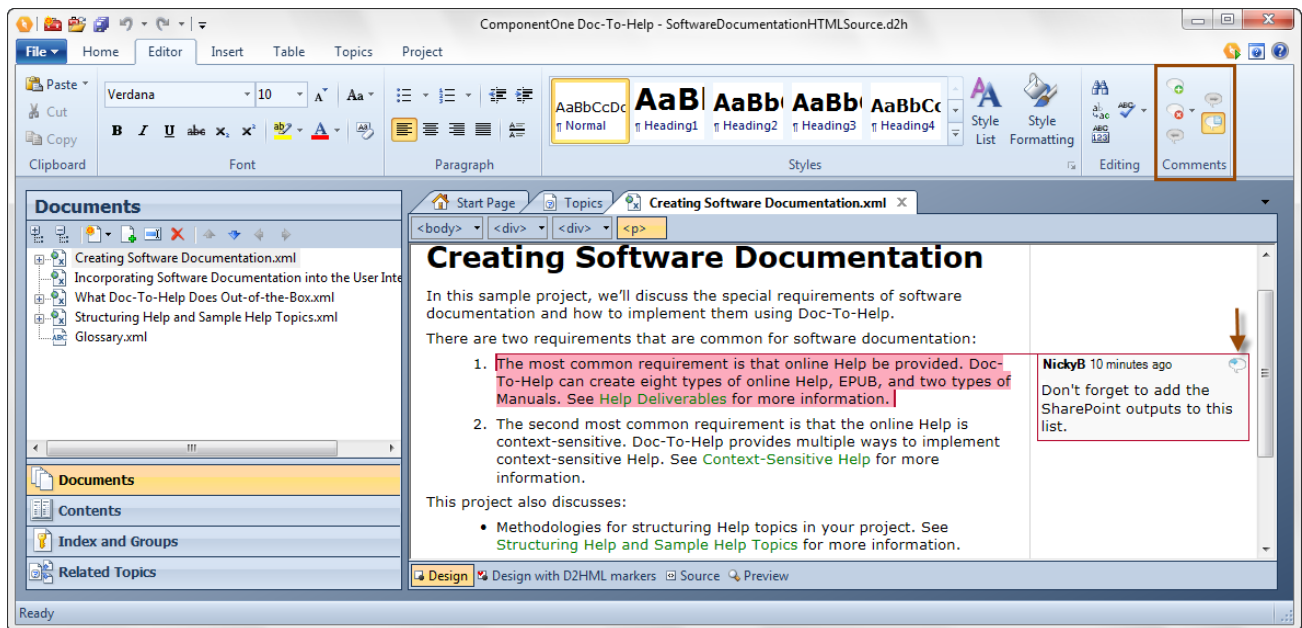 ComponentOne Doc-To-Help - SoftwareDocumentationHTMLSource.d2h
File Home Editor Insert Table Topics Project
Paste
Cut
Copy
Clipboard
Verdana 10 A Aa
B I U abc x, x² ab A
Font
Paragraph
AaBbCcDc AaB AaBb AaBb AaBbCc
¶ Normal ¶ Heading1 ¶ Heading2 ¶ Heading3 ¶ Heading4
Styles
Style List
Style Formatting
ab ac ABC
ABC 123
Editing
Comments
Documents
Creating Software Documentation.xml
Incorporating Software Documentation into the User Inte
What Doc-To-Help Does Out-of-the-Box.xml
Structuring Help and Sample Help Topics.xml
ABC Glossary.xml
Documents
Contents
Index and Groups
Related Topics
Start Page Topics Creating Software Documentation.xml X
<body> <div> <div> <p>
Creating Software Documentation
In this sample project, we'll discuss the special requirements of software
documentation and how to implement them using Doc-To-Help.
There are two requirements that are common for software documentation:
1. The most common requirement is that online Help be provided. Doc-
To-Help can create eight types of online Help, EPUB, and two types of
Manuals. See Help Deliverables for more information.
2. The second most common requirement is that the online Help is
context-sensitive. Doc-To-Help provides multiple ways to implement
context-sensitive Help. See Context-Sensitive Help for more
information.
This project also discusses:
• Methodologies for structuring Help topics in your project. See
Structuring Help and Sample Help Topics for more information.
NickyB 10 minutes ago
Don't forget to add the
SharePoint outputs to this
list.
Design Design with D2HML markers Source Preview
Ready